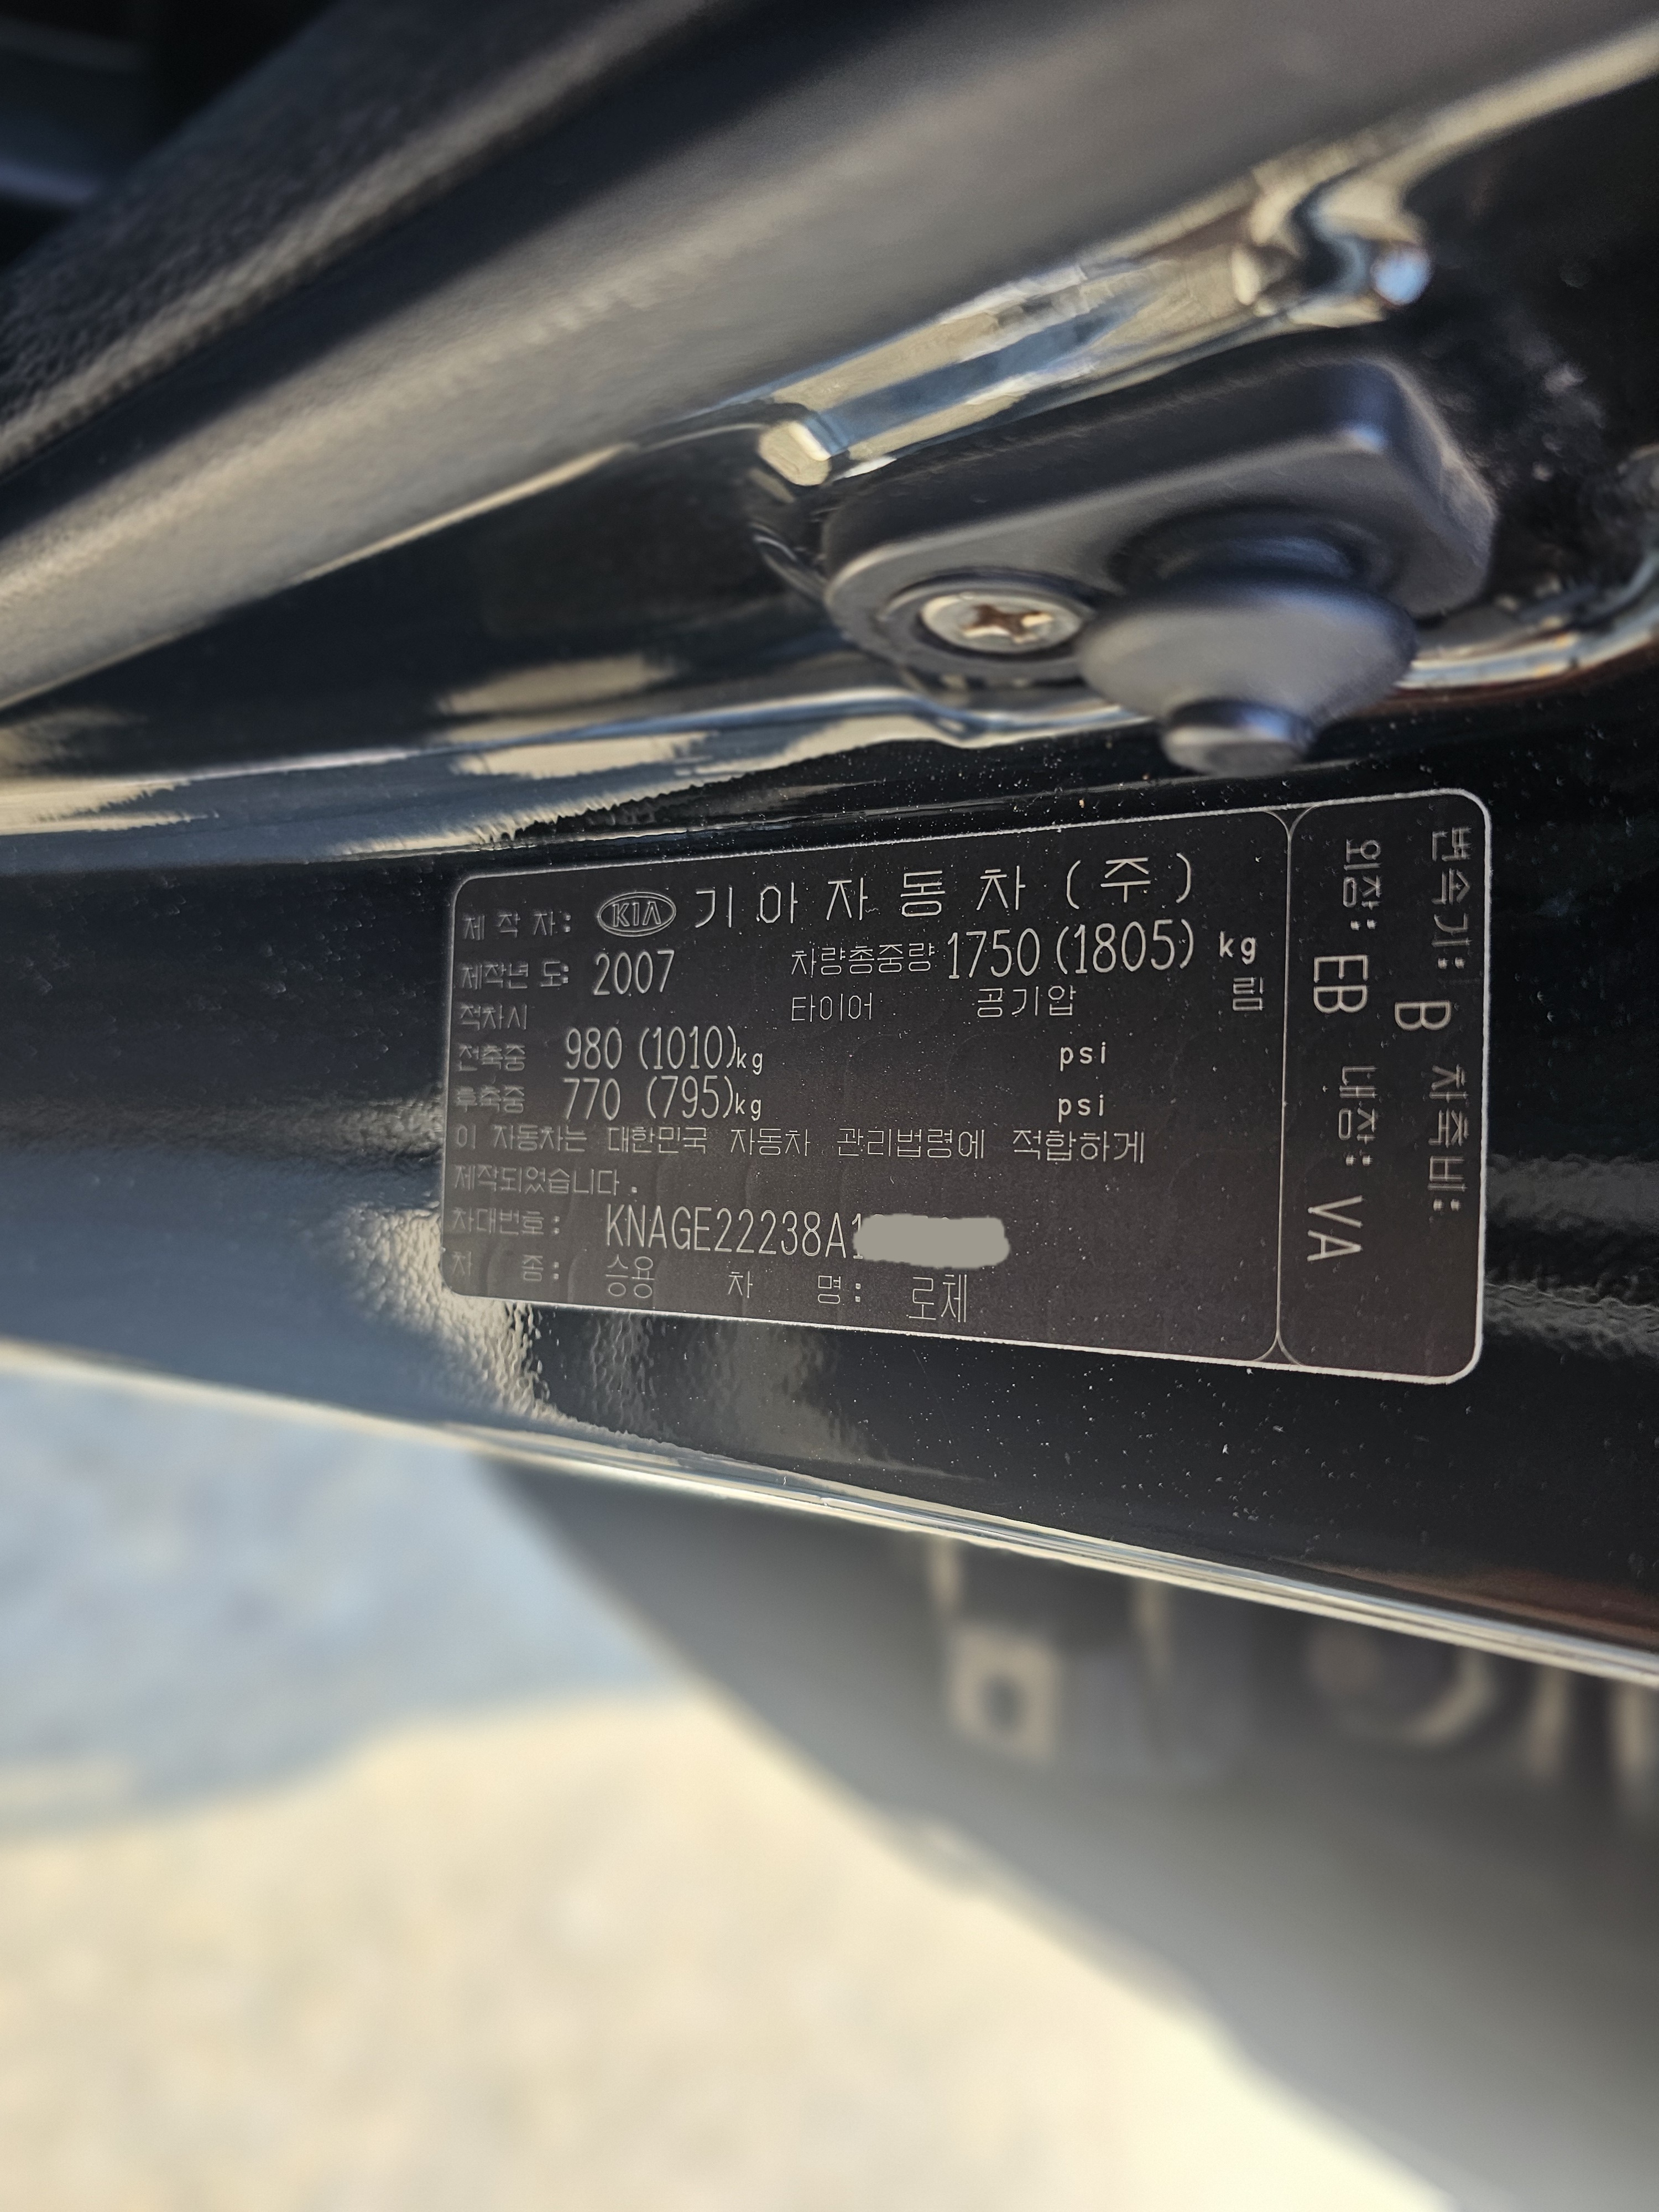 제 작 자: KIA 기 아 자 동 차 (주)
제작년 도: 2007 차량총중량 1750 (1805) kg
적차시 타이어 공기압 림
전축중 980 (1010)kg psi
후축중 770 (795)kg psi
이 자동차는 대한민국 자동차 관리법령에 적합하게
제작되었습니다.
차대번호: KNAGE22238A1
차 종: 승용 차 명: 로체
변속기: B 차축비:
외장: EB 내장: VA